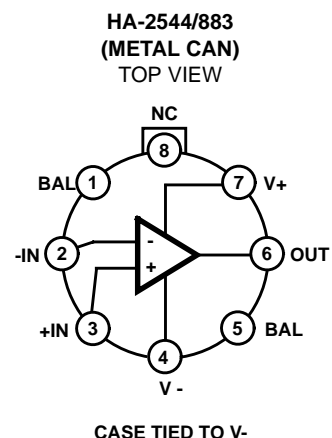 HA-2544/883
(METAL CAN)
TOP VIEW
NC
8
BAL 1
7 V+
-IN 2
-
+
6 OUT
+IN 3
5 BAL
4
V -
CASE TIED TO V-